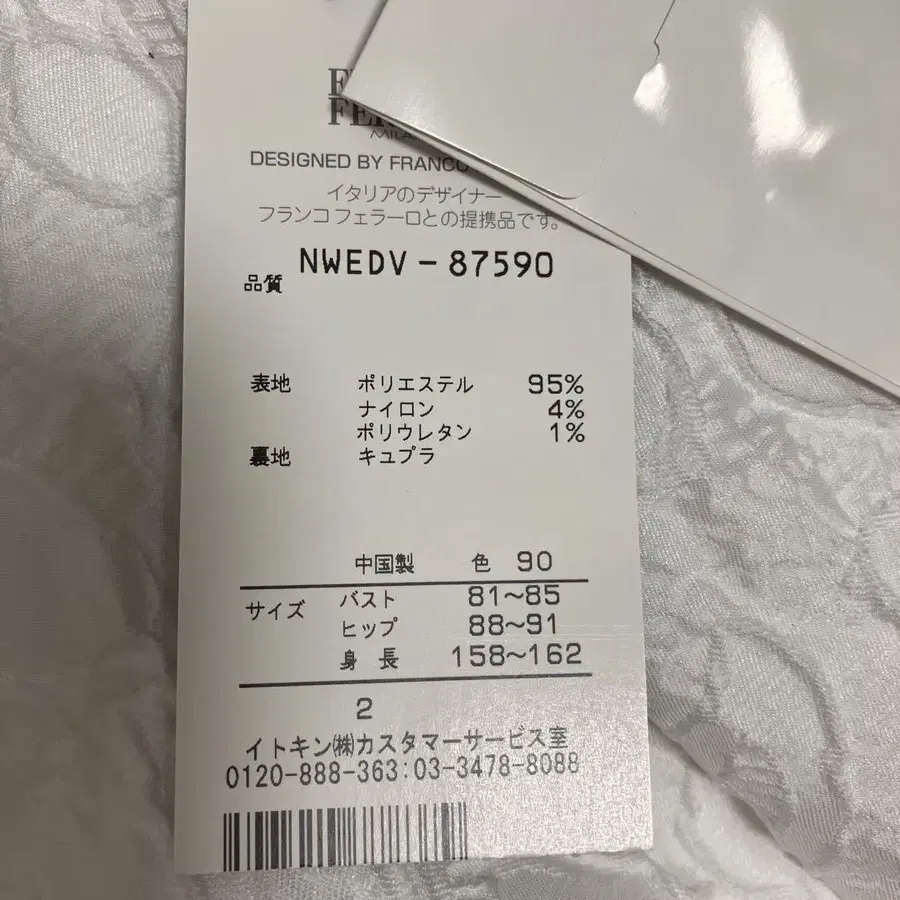 DESIGNED BY FRANCO
イタリアのデザイナー
フランコ フェラーロとの提携品です。
NWEDV-87590
品質
表地 ポリエステル 95%
ナイロン 4%
ポリウレタン 1%
裏地 キュプラ
中国製 色 90
サイズ バスト 81~85
ヒップ 88~91
身 長 158~162
2
イトキン㈱カスタマーサービス室
0120-888-363:03-3478-8088